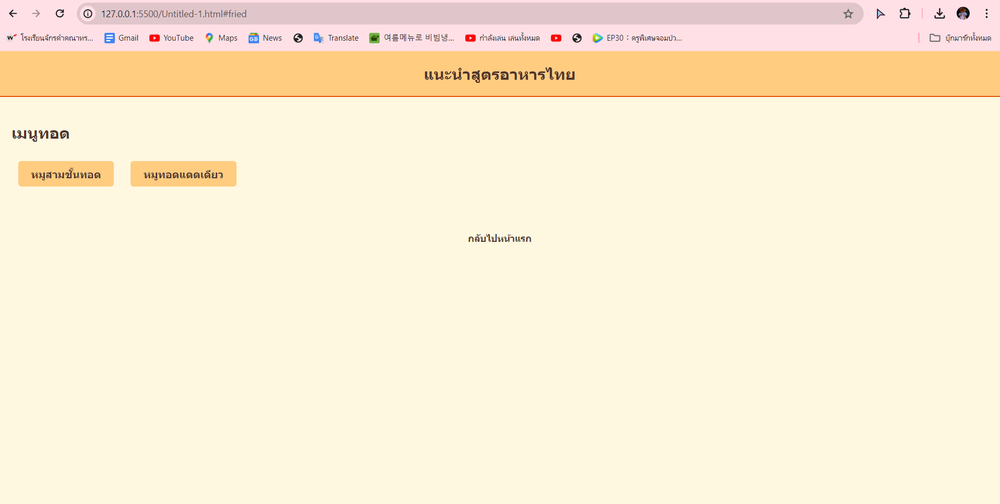 127.0.0.1:5500/Untitled-1.html#fried
โรงเรียนจักรคำคณาทร... Gmail YouTube Maps News Translate 여름메뉴로 비빔냉... กำลังเล่น เล่นทั้งหมด EP30 : ครูพิเศษจอมป่ว... บุ๊กมาร์กทั้งหมด
แนะนำสูตรอาหารไทย
เมนูทอด
หมูสามชั้นทอด หมูทอดแดดเดียว
กลับไปหน้าแรก